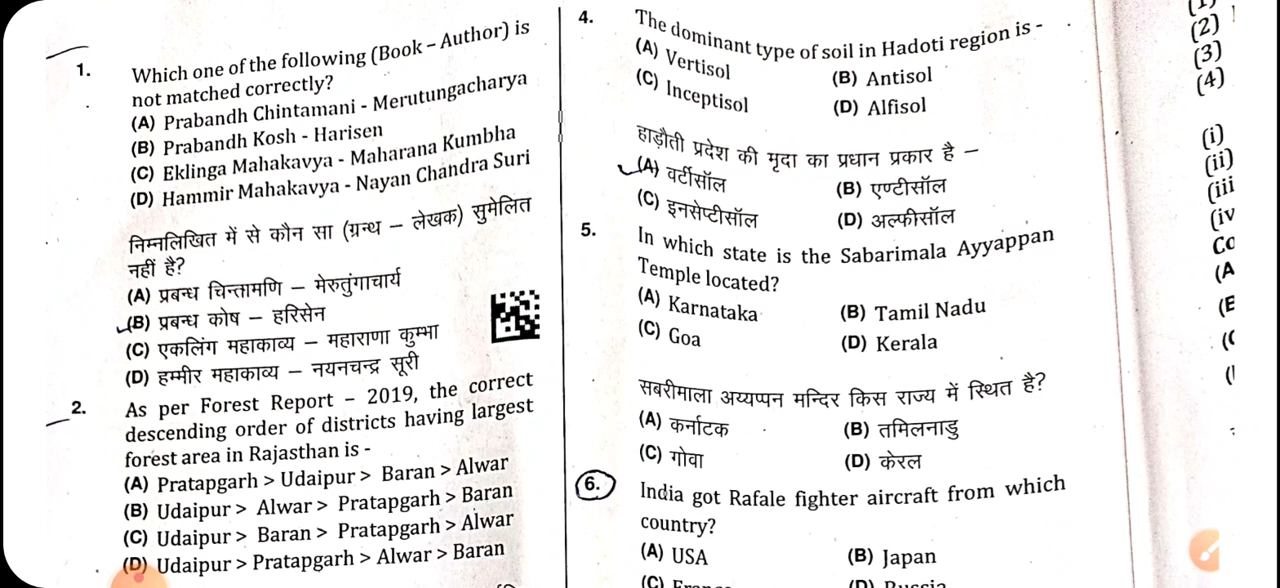 1.
Which one of the following (Book – Author) is
not matched correctly?
(A) Prabandh Chintamani - Merutungacharya
(B) Prabandh Kosh - Harisen
(C) Eklinga Mahakavya - Maharana Kumbha
(D) Hammir Mahakavya - Nayan Chandra Suri
निम्नलिखित में से कौन सा (ग्रन्थ – लेखक) सुमेलित
नहीं है?
(A) प्रबन्ध चिन्तामणि – मेरुतुंगाचार्य
(B) प्रबन्ध कोष – हरिसेन
(C) एकलिंग महाकाव्य – महाराणा कुम्भा
(D) हम्मीर महाकाव्य – नयनचन्द्र सूरी
2.
As per Forest Report – 2019, the correct
descending order of districts having largest
forest area in Rajasthan is -
(A) Pratapgarh > Udaipur > Baran > Alwar
(B) Udaipur > Alwar > Pratapgarh > Baran
(C) Udaipur > Baran > Pratapgarh > Alwar
(D) Udaipur > Pratapgarh > Alwar > Baran
4.
The dominant type of soil in Hadoti region is -
(A) Vertisol
(B) Antisol
(C) Inceptisol
(D) Alfisol
हाड़ौती प्रदेश की मृदा का प्रधान प्रकार है –
(A) वर्टीसॉल
(B) एण्टीसॉल
(C) इनसेप्टीसॉल
(D) अल्फीसॉल
5.
In which state is the Sabarimala Ayyappan
Temple located?
(A) Karnataka
(B) Tamil Nadu
(C) Goa
(D) Kerala
सबरीमाला अय्यप्पन मन्दिर किस राज्य में स्थित है?
(A) कर्नाटक
(B) तमिलनाडु
(C) गोवा
(D) केरल
6.
India got Rafale fighter aircraft from which
country?
(A) USA
(B) Japan
(C) France
(D) Russia
(2)
(3)
(4)
(i)
(ii)
(iii
(iv
Co
(A